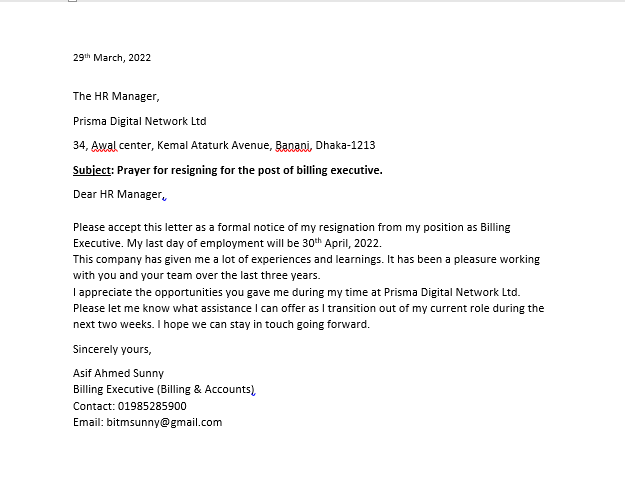 29th March, 2022
The HR Manager,
Prisma Digital Network Ltd
34, Awal center, Kemal Ataturk Avenue, Banani, Dhaka-1213
Subject: Prayer for resigning for the post of billing executive.
Dear HR Manager,
Please accept this letter as a formal notice of my resignation from my position as Billing
Executive. My last day of employment will be 30th April, 2022.
This company has given me a lot of experiences and learnings. It has been a pleasure working
with you and your team over the last three years.
I appreciate the opportunities you gave me during my time at Prisma Digital Network Ltd.
Please let me know what assistance I can offer as I transition out of my current role during the
next two weeks. I hope we can stay in touch going forward.
Sincerely yours,
Asif Ahmed Sunny
Billing Executive (Billing & Accounts)
Contact: 01985285900
Email: bitmsunny@gmail.com